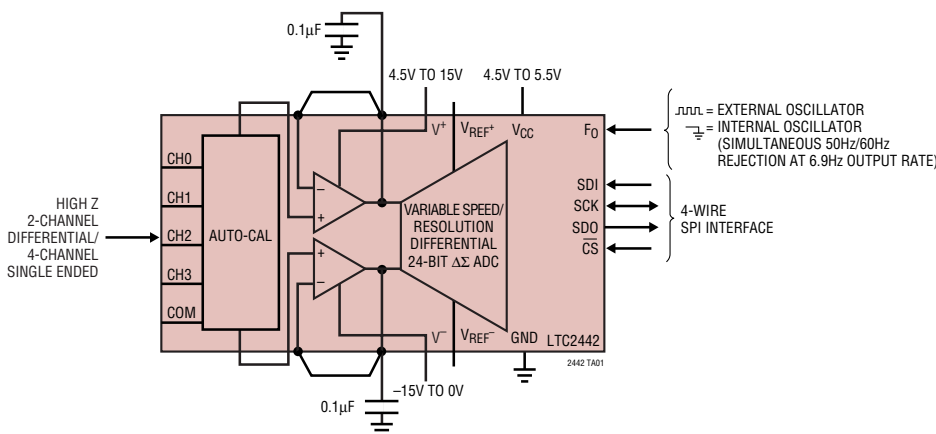 0.1µF
4.5V TO 15V
4.5V TO 5.5V
V+
VREF+
VCC
FO
= EXTERNAL OSCILLATOR
= INTERNAL OSCILLATOR
(SIMULTANEOUS 50Hz/60Hz
REJECTION AT 6.9Hz OUTPUT RATE)
HIGH Z
2-CHANNEL
DIFFERENTIAL/
4-CHANNEL
SINGLE ENDED
CH0
CH1
CH2
CH3
COM
AUTO-CAL
–
+
+
–
VARIABLE SPEED/
RESOLUTION
DIFFERENTIAL
24-BIT ΔΣ ADC
SDI
SCK
SDO
CS
4-WIRE
SPI INTERFACE
V–
VREF–
GND
LTC2442
2442 TA01
–15V TO 0V
0.1µF